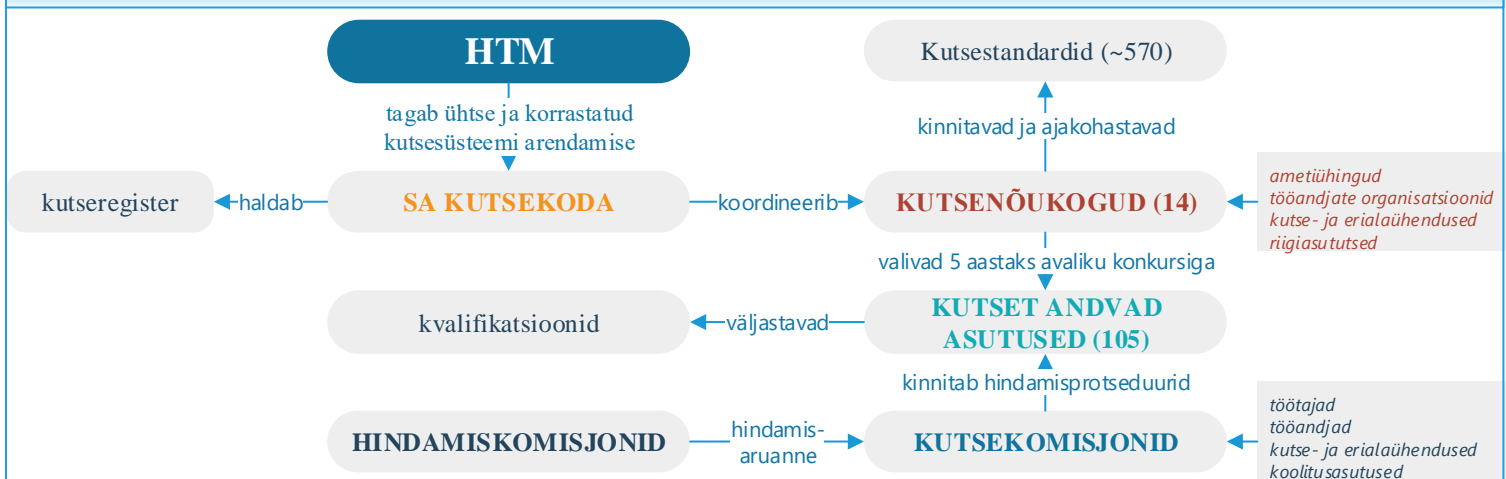 HTM
Kutsestandardid (~570)
tagab ühtse ja korrastatud
kutsesüsteemi arendamise
kinnitavad ja ajakohastavad
kutseregister
haldab
SA KUTSEKODA
koordineerib
KUTSENÕUKOGUD (14)
ametiühingud
tööandjate organisatsioonid
kutse- ja erialaühendused
riigiasututsed
valivad 5 aastaks avaliku konkursiga
kvalifikatsioonid
väljastavad
KUTSET ANDVAD
ASUTUSED (105)
kinnitab hindamisprotseduurid
HINDAMISKOMISJONID
hindamis-
aruanne
KUTSEKOMISJONID
töötajad
tööandjad
kutse- ja erialaühendused
koolitusasutused